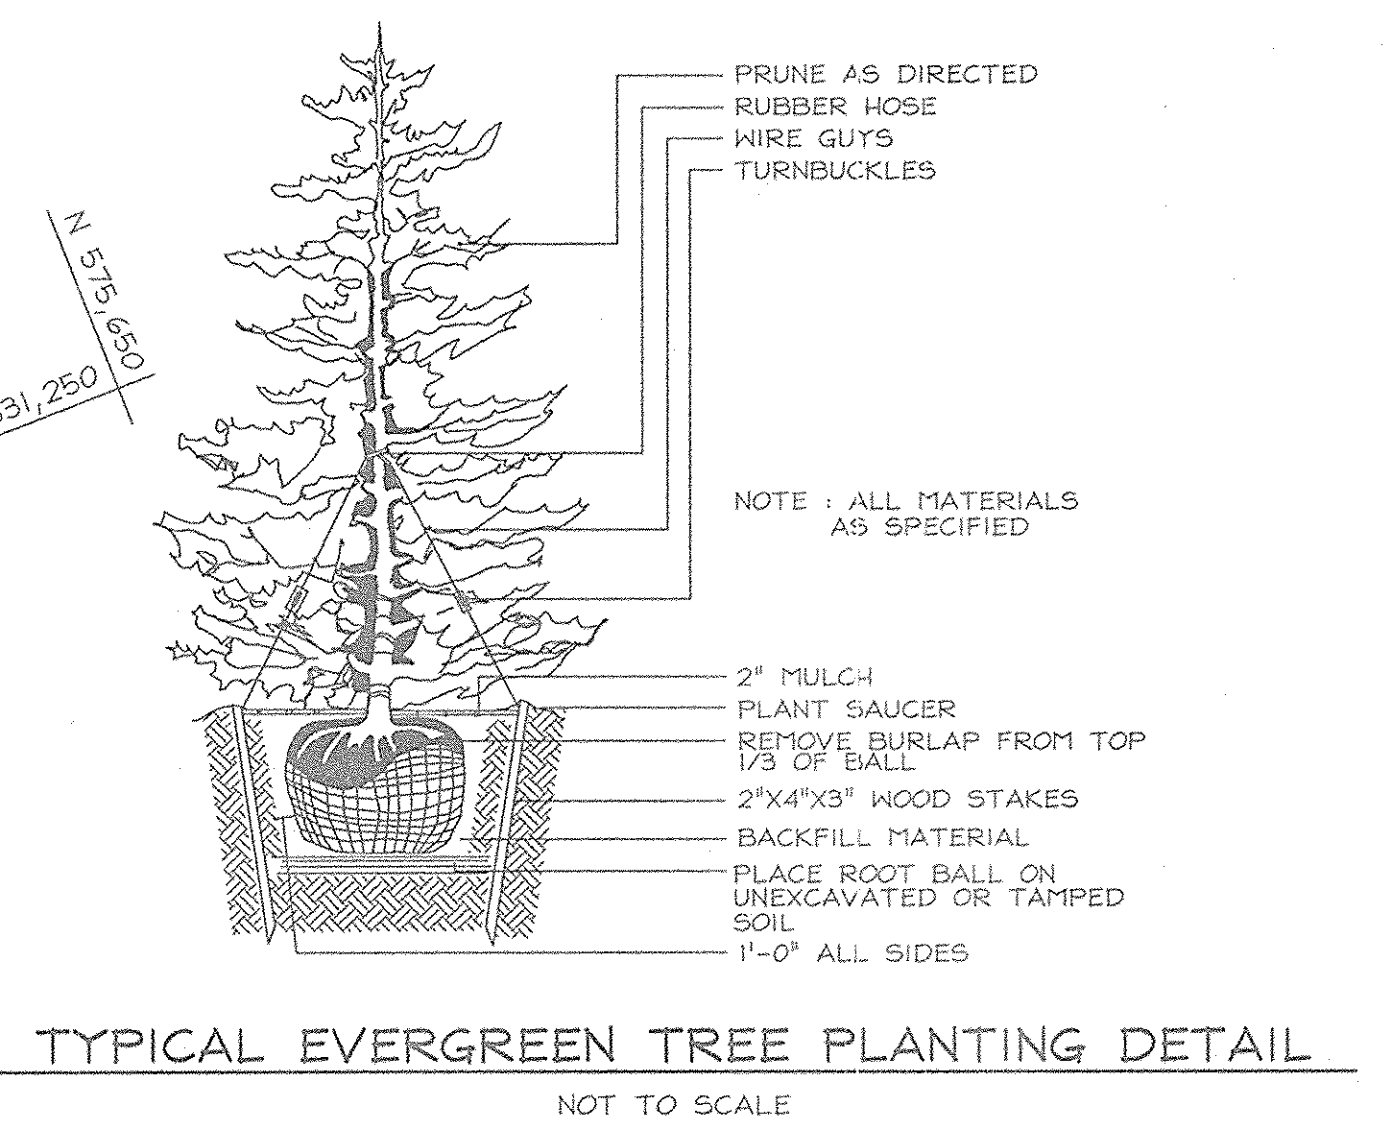 PRUNE AS DIRECTED
RUBBER HOSE
WIRE GUYS
TURNBUCKLES
N 575,650
31,250
NOTE : ALL MATERIALS
AS SPECIFIED
2" MULCH
PLANT SAUCER
REMOVE BURLAP FROM TOP
1/3 OF BALL
2"X4"X3" WOOD STAKES
BACKFILL MATERIAL
PLACE ROOT BALL ON
UNEXCAVATED OR TAMPED
SOIL
1'-0" ALL SIDES
TYPICAL EVERGREEN TREE PLANTING DETAIL
NOT TO SCALE